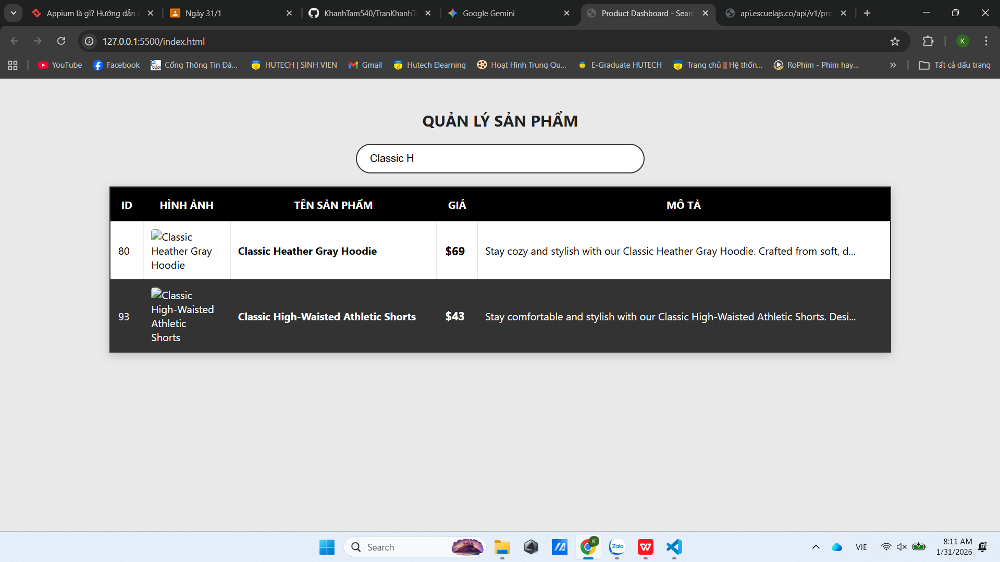 Appium là gì? Hướng dẫn
Ngày 31/1
KhanhTam540/TranKhanhTa
Google Gemini
Product Dashboard - Searc
api.escuelajs.co/api/v1/pro
127.0.0.1:5500/index.html
K
YouTube
Facebook
Cổng Thông Tin Đà...
HUTECH | SINH VIEN
Gmail
Hutech Elearning
Hoạt Hình Trung Qu...
E-Graduate HUTECH
Trang chủ || Hệ thốn...
RoPhim - Phim hay...
Tất cả dấu trang
QUẢN LÝ SẢN PHẨM
Classic H
ID HÌNH ẢNH TÊN SẢN PHẨM GIÁ MÔ TẢ
80
Classic
Heather Gray
Hoodie
Classic Heather Gray Hoodie
$69
Stay cozy and stylish with our Classic Heather Gray Hoodie. Crafted from soft, d...
93
Classic
High-Waisted
Athletic
Shorts
Classic High-Waisted Athletic Shorts
$43
Stay comfortable and stylish with our Classic High-Waisted Athletic Shorts. Desi...
Search
K
Zalo
VIE
8:11 AM
1/31/2026